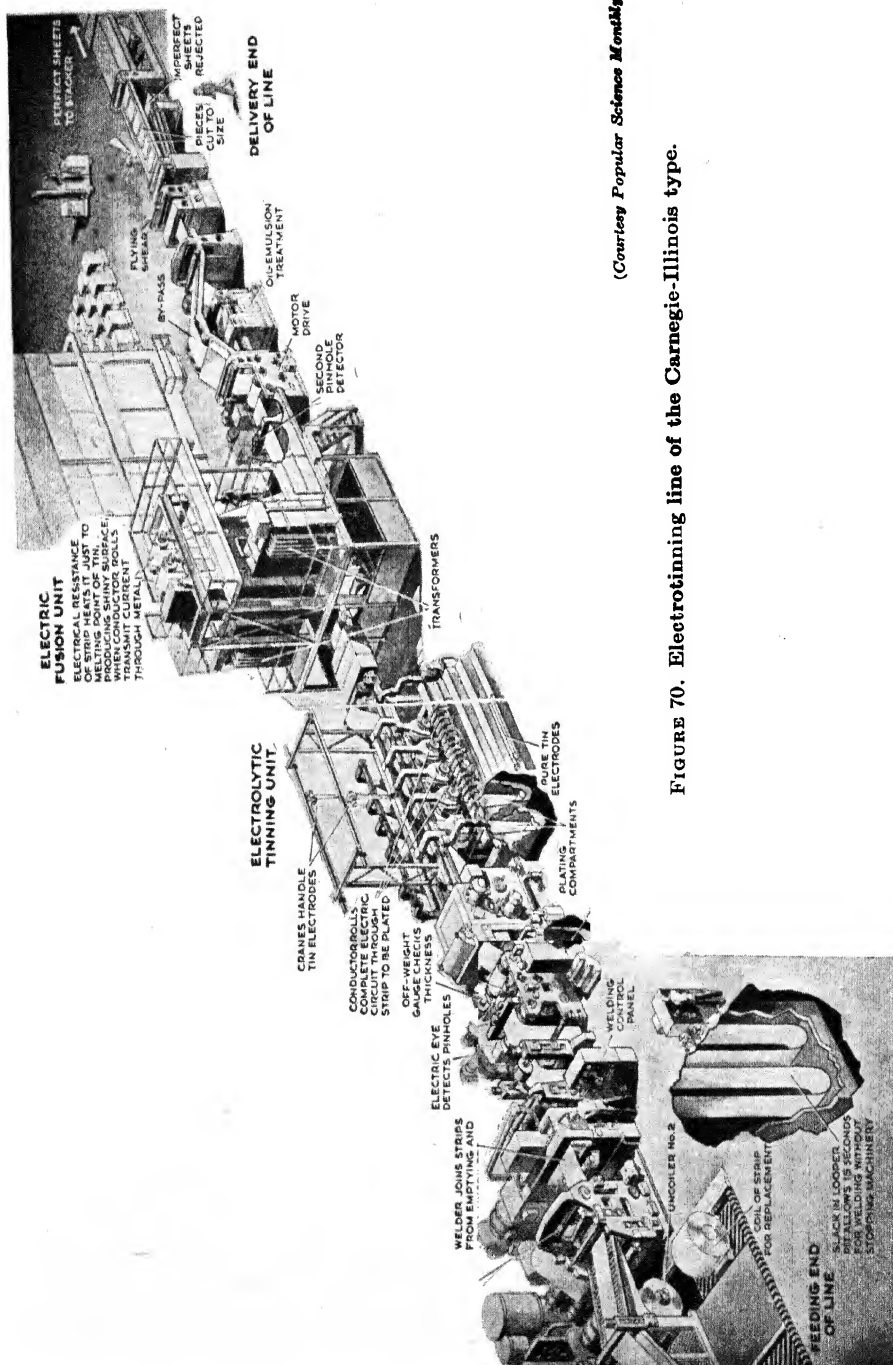 PERFECT SHEETS
TO STACKER
IMPERFECT
SHEETS
REJECTED
PIECES
CUT TO
SIZE
DELIVERY END
OF LINE
FLYING
SHEAR
BY-PASS
OIL-EMULSION
TREATMENT
MOTOR
DRIVE
SECOND
PINHOLE
DETECTOR
ELECTRIC
FUSION UNIT
ELECTRICAL RESISTANCE
OF STRIP HEATS IT JUST TO
MELTING POINT OF TIN,
PRODUCING SHINY SURFACE,
WHEN CONDUCTOR ROLLS
TRANSMIT CURRENT
THROUGH METAL
TRANSFORMERS
ELECTROLYTIC
TINNING UNIT
CRANES HANDLE
TIN ELECTRODES
CONDUCTOR ROLLS
COMPLETE ELECTRIC
CIRCUIT THROUGH
STRIP TO BE PLATED
OFF-WEIGHT
GAUGE CHECKS
THICKNESS
PURE TIN
ELECTRODES
PLATING
COMPARTMENTS
ELECTRIC EYE
DETECTS PINHOLES
WELDING
CONTROL
PANEL
WELDER JOINS STRIPS
FROM EMPTYING AND
UNCOILER NO.2
COIL OF STRIP
FOR REPLACEMENT
SLACK IN LOOPER
PIT ALLOWS 15 SECONDS
FOR WELDING WITHOUT
STOPPING MACHINERY
FEEDING END
OF LINE
(Courtesy Popular Science Monthly
FIGURE 70. Electrotinning line of the Carnegie-Illinois type.